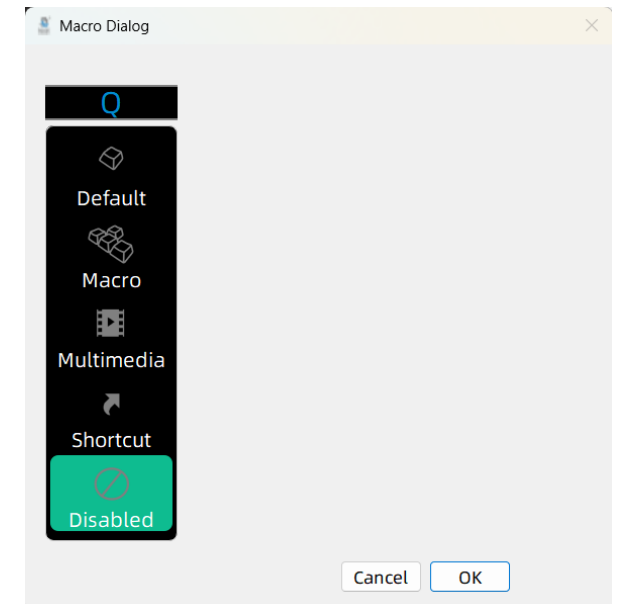 Macro Dialog
Q
Default
Macro
Multimedia
Shortcut
Disabled
Cancel OK